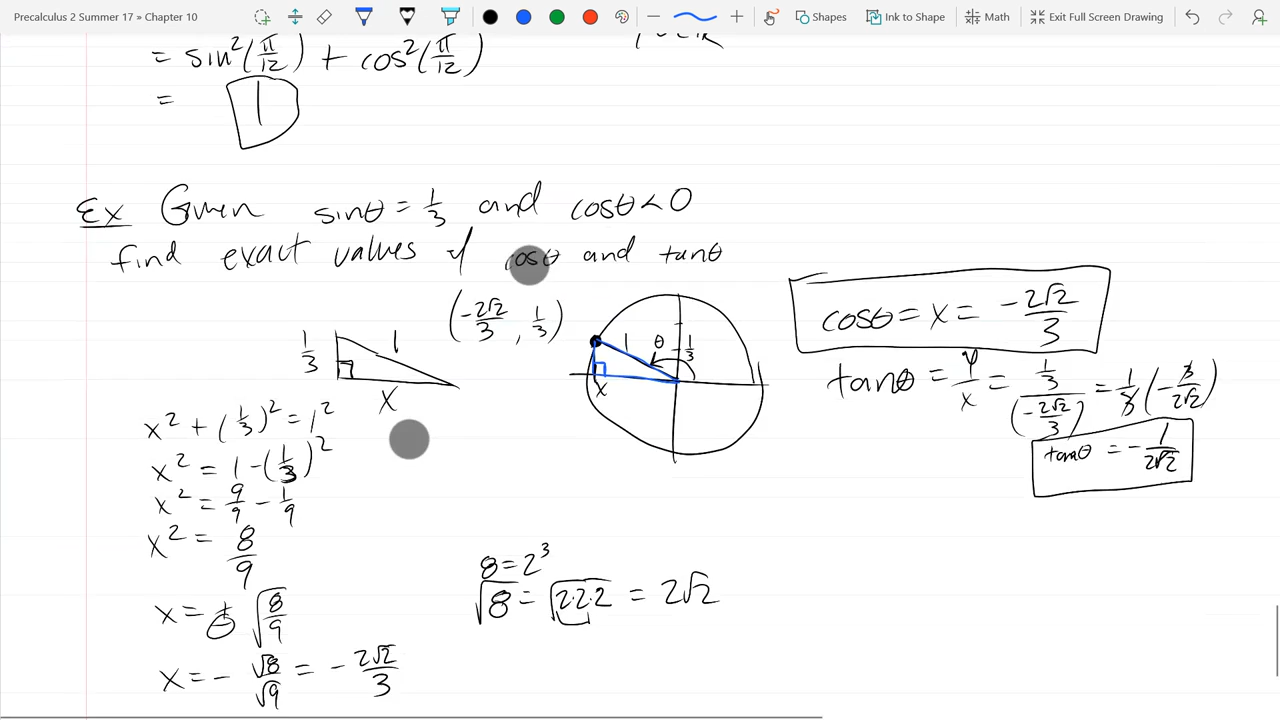 Precalculus 2 Summer 17 » Chapter 10
Shapes
Ink to Shape
Math
Exit Full Screen Drawing
= sin²(π/12) + cos²(π/12)
= 1
Ex Given sinθ = 1/3 and cosθ < 0
find exact values of cosθ and tanθ
(-2√2/3, 1/3)
1/3
1
x
θ
1
1/3
x
cosθ = x = -2√2/3
tanθ = y/x = (1/3)/(-2√2/3) = 1/3(-3/2√2)
tanθ = -1/2√2
x² + (1/3)² = 1²
x² = 1 - (1/3)²
x² = 9/9 - 1/9
x² = 8/9
x = ± √(8/9)
x = - √8/√9 = - 2√2/3
8 = 2³
√8 = √(2·2·2) = 2√2